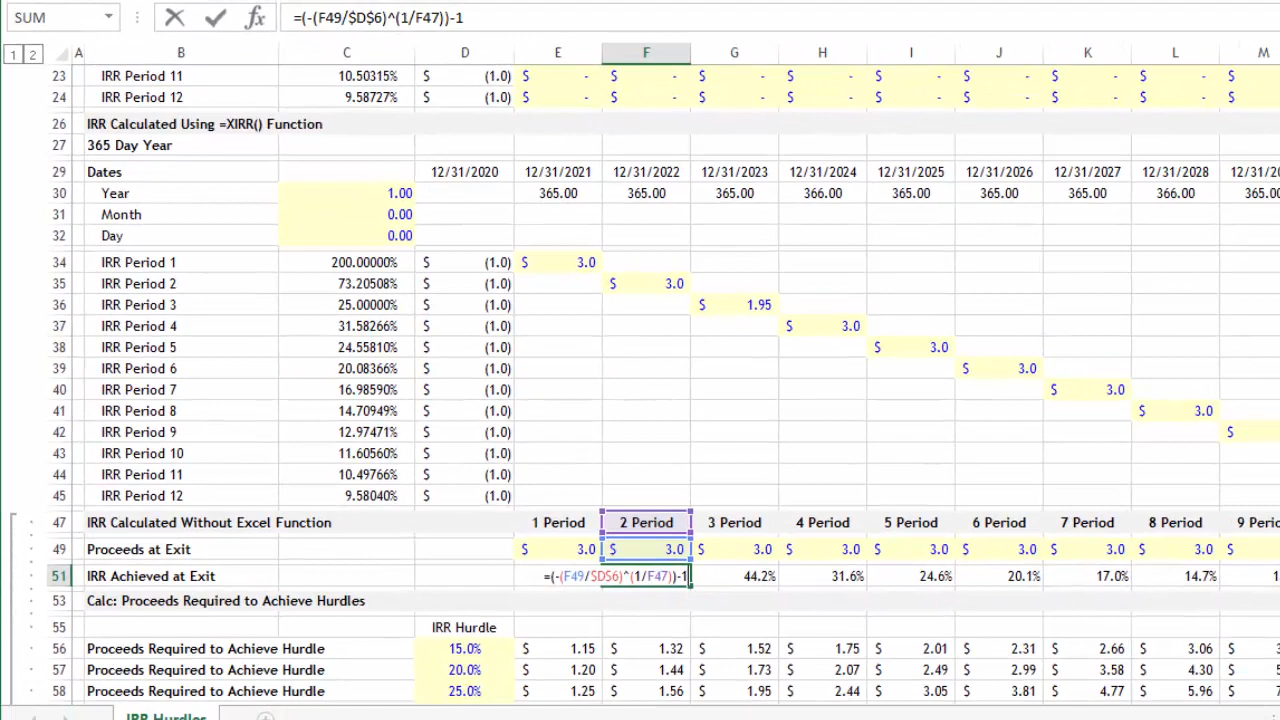 SUM =(-(F49/$D$6)^(1/F47))-1
1 2 A B C D E F G H I J K L M
23 IRR Period 11 10.50315% $ (1.0) $ - $ - $ - $ - $ - $ - $ - $ -
24 IRR Period 12 9.58727% $ (1.0) $ - $ - $ - $ - $ - $ - $ - $ -
26 IRR Calculated Using =XIRR() Function
27 365 Day Year
29 Dates 12/31/2020 12/31/2021 12/31/2022 12/31/2023 12/31/2024 12/31/2025 12/31/2026 12/31/2027 12/31/2028
30 Year 1.00 365.00 365.00 365.00 366.00 365.00 365.00 365.00 366.00
31 Month 0.00
32 Day 0.00
34 IRR Period 1 200.00000% $ (1.0) $ 3.0
35 IRR Period 2 73.20508% $ (1.0) $ 3.0
36 IRR Period 3 25.00000% $ (1.0) $ 1.95
37 IRR Period 4 31.58266% $ (1.0) $ 3.0
38 IRR Period 5 24.55810% $ (1.0) $ 3.0
39 IRR Period 6 20.08366% $ (1.0) $ 3.0
40 IRR Period 7 16.98590% $ (1.0) $ 3.0
41 IRR Period 8 14.70949% $ (1.0) $ 3.0
42 IRR Period 9 12.97471% $ (1.0) $
43 IRR Period 10 11.60560% $ (1.0)
44 IRR Period 11 10.49766% $ (1.0)
45 IRR Period 12 9.58040% $ (1.0)
47 IRR Calculated Without Excel Function 1 Period 2 Period 3 Period 4 Period 5 Period 6 Period 7 Period 8 Period 9 Peri
49 Proceeds at Exit $ 3.0 $ 3.0 $ 3.0 $ 3.0 $ 3.0 $ 3.0 $ 3.0 $ 3.0 $
51 IRR Achieved at Exit =(-(F49/$D$6)^(1/F47))-1 44.2% 31.6% 24.6% 20.1% 17.0% 14.7%
53 Calc: Proceeds Required to Achieve Hurdles
55 IRR Hurdle
56 Proceeds Required to Achieve Hurdle 15.0% $ 1.15 $ 1.32 $ 1.52 $ 1.75 $ 2.01 $ 2.31 $ 2.66 $ 3.06 $
57 Proceeds Required to Achieve Hurdle 20.0% $ 1.20 $ 1.44 $ 1.73 $ 2.07 $ 2.49 $ 2.99 $ 3.58 $ 4.30 $
58 Proceeds Required to Achieve Hurdle 25.0% $ 1.25 $ 1.56 $ 1.95 $ 2.44 $ 3.05 $ 3.81 $ 4.77 $ 5.96 $
IRR Hurdles